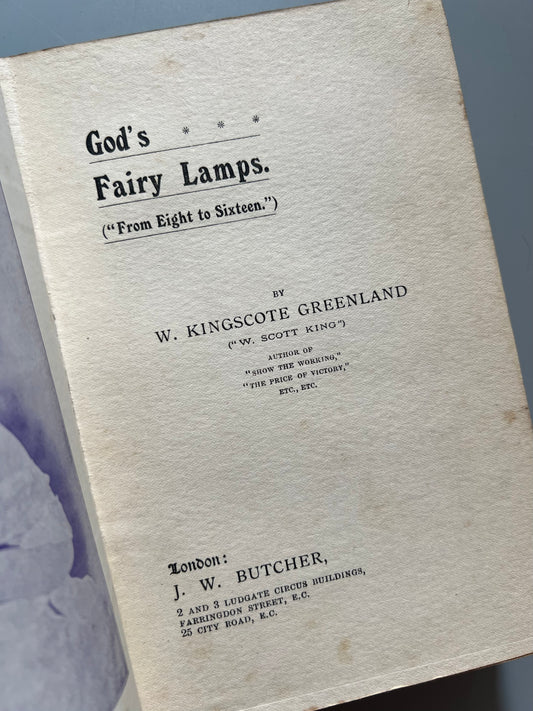 God's * * *
Fairy Lamps.
("From Eight to Sixteen.")
BY
W. KINGSCOTE GREENLAND
("W. SCOTT KING")
AUTHOR OF
"SHOW THE WORKING,"
"THE PRICE OF VICTORY,"
ETC., ETC.
London:
J. W. BUTCHER,
2 AND 3 LUDGATE CIRCUS BUILDINGS,
FARRINGDON STREET, E.C.
25 CITY ROAD, E.C.